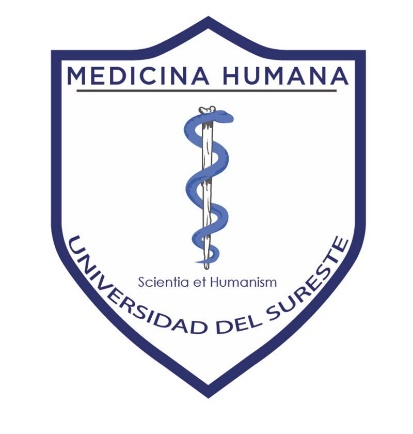 MEDICINA HUMANA
Scientia et Humanism
UNIVERSIDAD DEL SURESTE